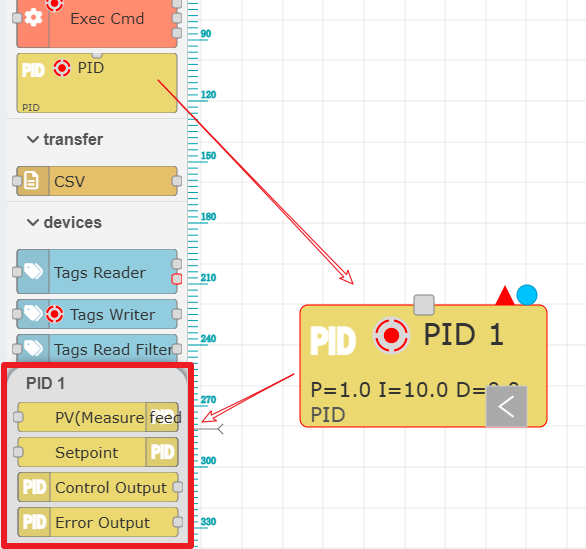 Exec Cmd
PID PID
PID
transfer
CSV
devices
Tags Reader
Tags Writer
Tags Read Filter
PID 1
PV(Measure feed
Setpoint PID
PID Control Output
PID Error Output
90
120
150
180
210
240
270
300
330
PID PID 1
P=1.0 I=10.0 D=0.0
PID